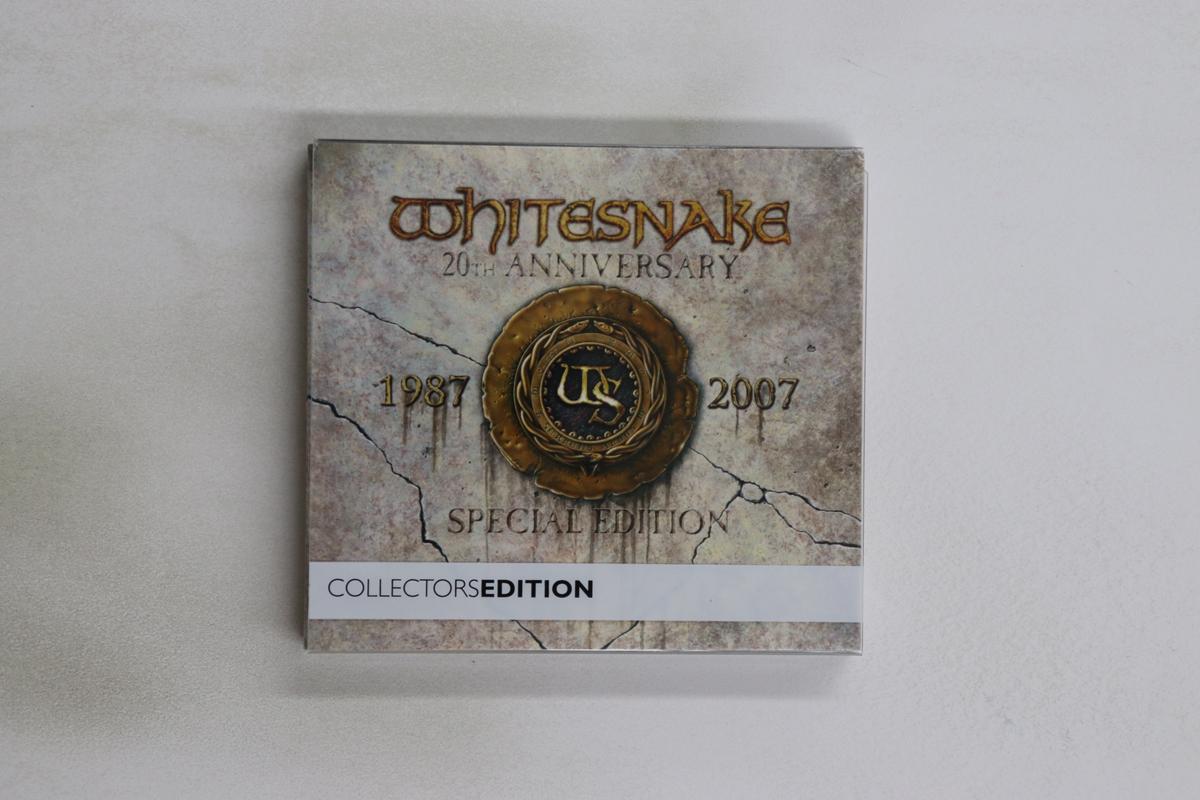 WHITESNAKE
20TH ANNIVERSARY
1987 WS 2007
SPECIAL EDITION
COLLECTORSEDITION